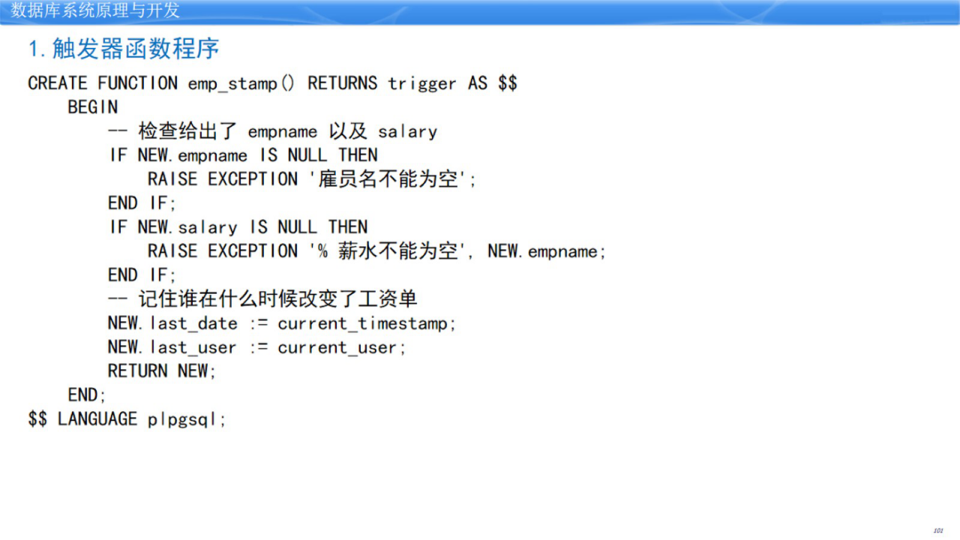 数据库系统原理与开发
1.触发器函数程序
CREATE FUNCTION emp_stamp() RETURNS trigger AS $$
BEGIN
-- 检查给出了 empname 以及 salary
IF NEW.empname IS NULL THEN
RAISE EXCEPTION '雇员名不能为空';
END IF;
IF NEW.salary IS NULL THEN
RAISE EXCEPTION '% 薪水不能为空', NEW.empname;
END IF;
-- 记住谁在什么时候改变了工资单
NEW.last_date := current_timestamp;
NEW.last_user := current_user;
RETURN NEW;
END;
$$ LANGUAGE plpgsql;
101